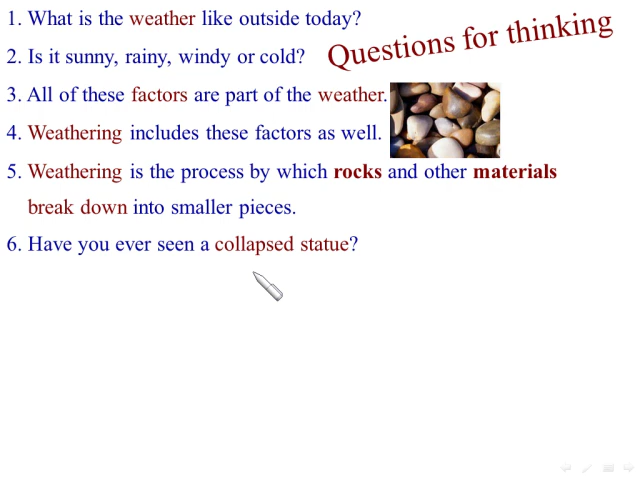 1. What is the weather like outside today?
Questions for thinking
2. Is it sunny, rainy, windy or cold?
3. All of these factors are part of the weather.
4. Weathering includes these factors as well.
5. Weathering is the process by which rocks and other materials
break down into smaller pieces.
6. Have you ever seen a collapsed statue?